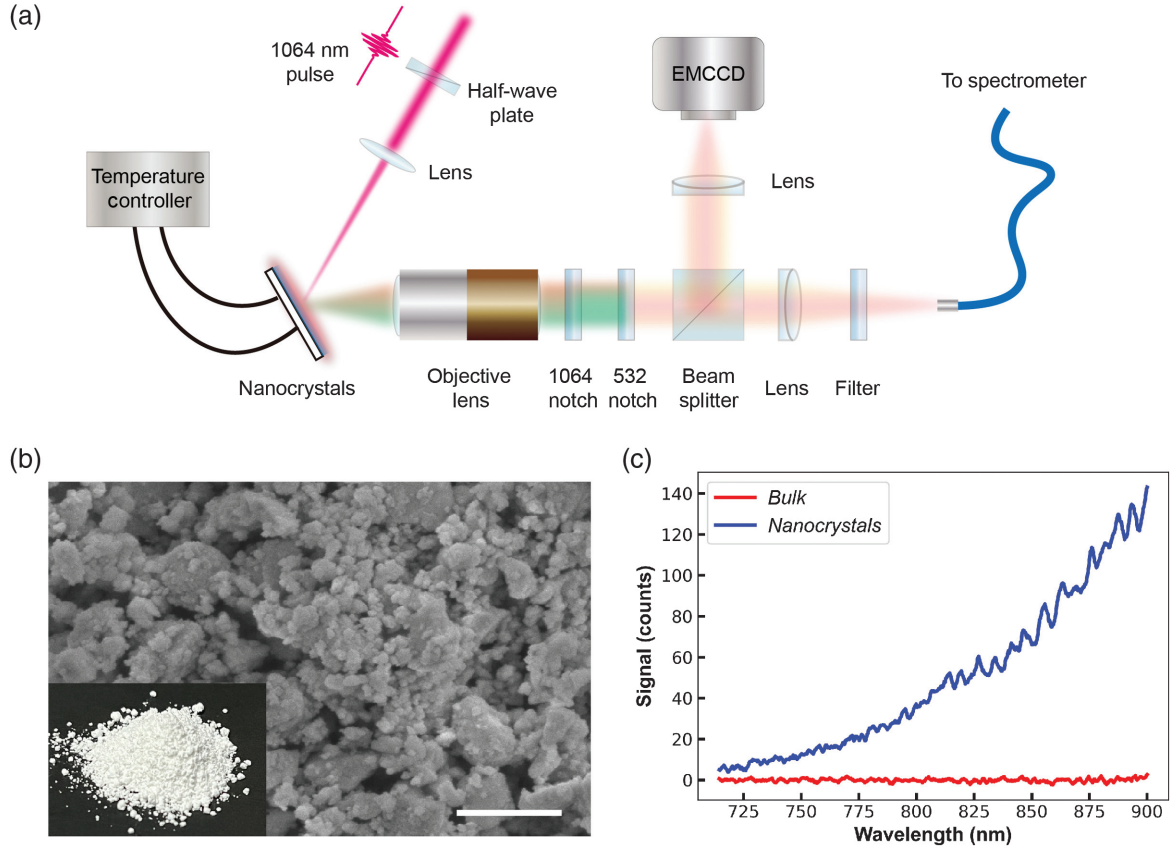 (a)
1064 nm
pulse
Half-wave
plate
Lens
Temperature
controller
Nanocrystals
Objective
lens
1064
notch
532
notch
Beam
splitter
Lens
Filter
EMCCD
Lens
To spectrometer
(b)
(c)
Bulk
Nanocrystals
Signal (counts)
140
120
100
80
60
40
20
0
725
750
775
800
825
850
875
900
Wavelength (nm)